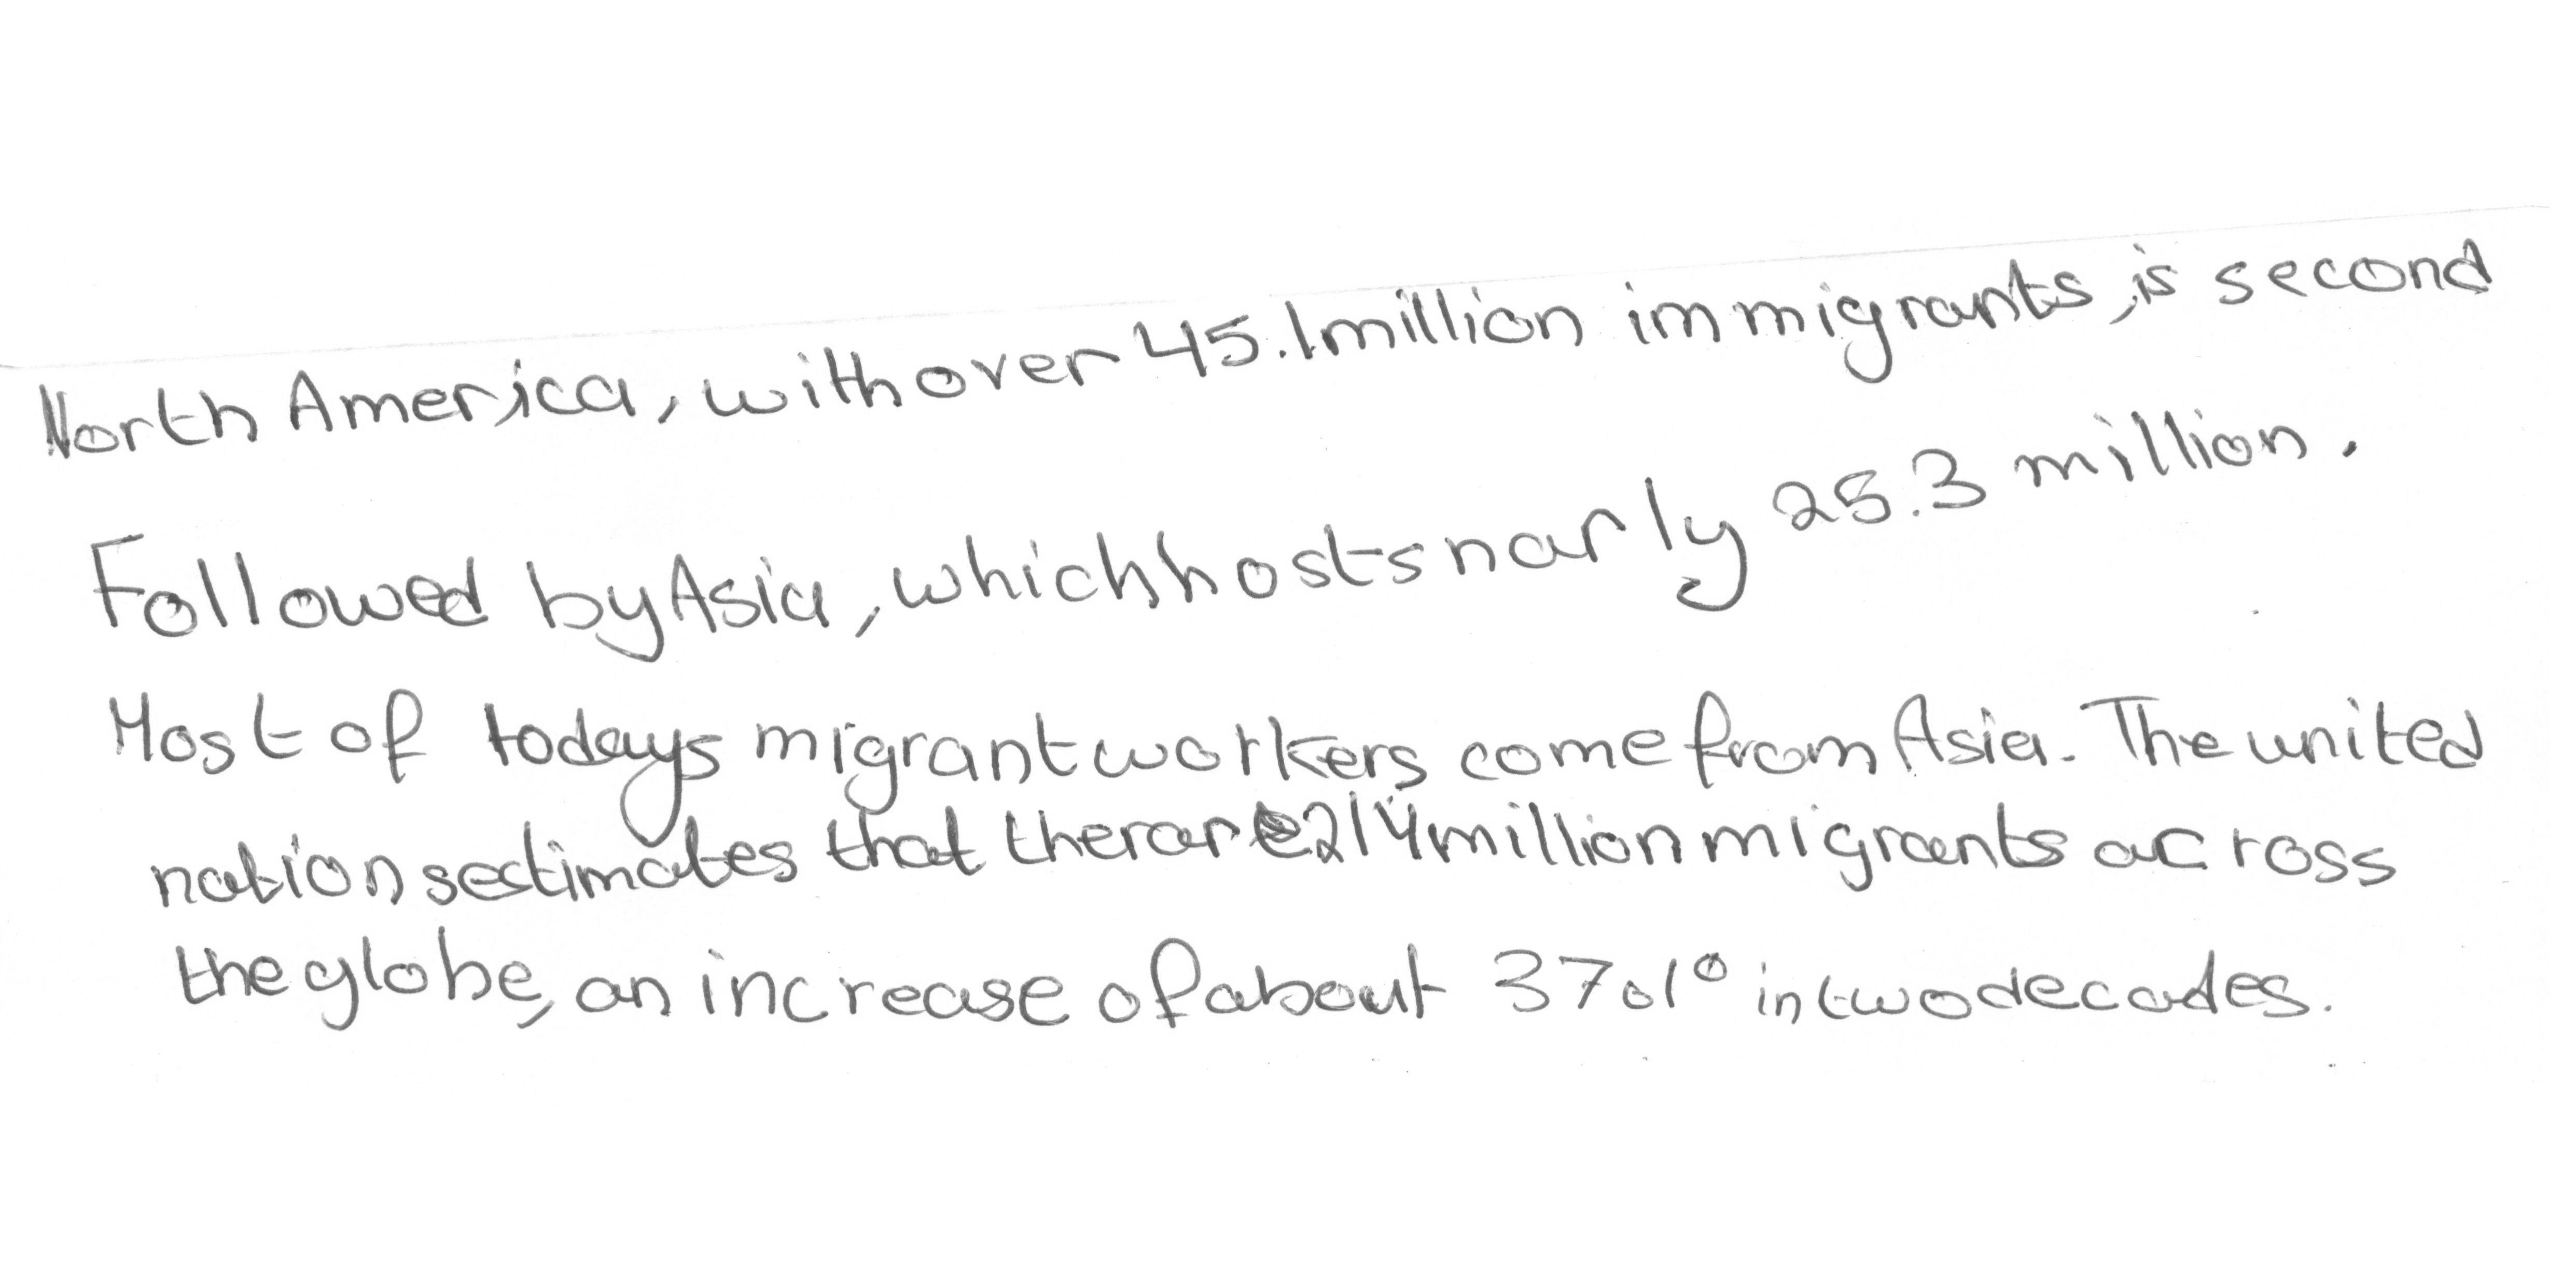 North America, with over 45.1 million immigrants, is second
Followed by Asia, which hosts narly 25.3 million.
Most of todays migrant workers come from Asia. The united
nations estimates that therare 214 million migrants across
the globe, an increase of about 37% in two decades.